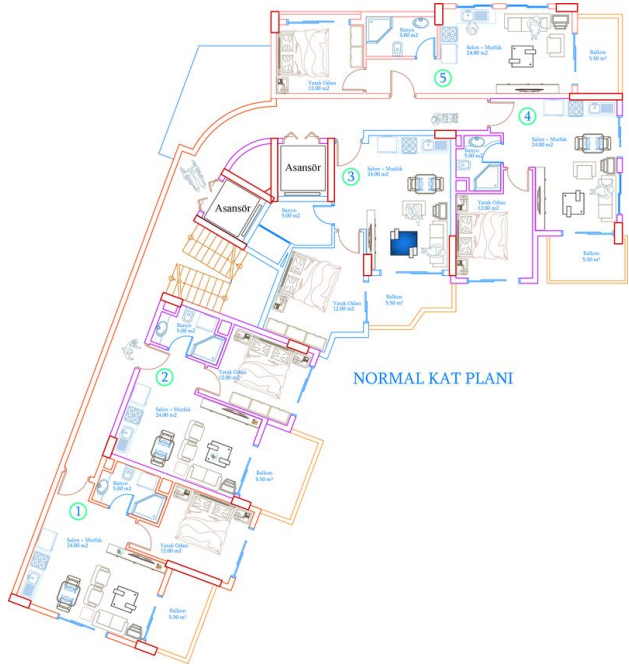 Banyo
5.00 m2
Salon + Mutfak
24.00 m2
5
Yatak Odası
12.00 m2
Balkon
5.50 m²
4
Salon + Mutfak
24.00 m2
Banyo
5.00 m2
Yatak Odası
12.00 m2
Balkon
5.50 m²
Asansör
3
Salon + Mutfak
24.00 m2
Asansör
Banyo
5.00 m2
Yatak Odası
12.00 m2
Balkon
5.50 m²
NORMAL KAT PLANI
Banyo
5.00 m2
2
Yatak Odası
12.00 m2
Salon + Mutfak
24.00 m2
Balkon
5.50 m²
Banyo
5.00 m2
1
Salon + Mutfak
24.00 m2
Yatak Odası
12.00 m2
Balkon
5.50 m²